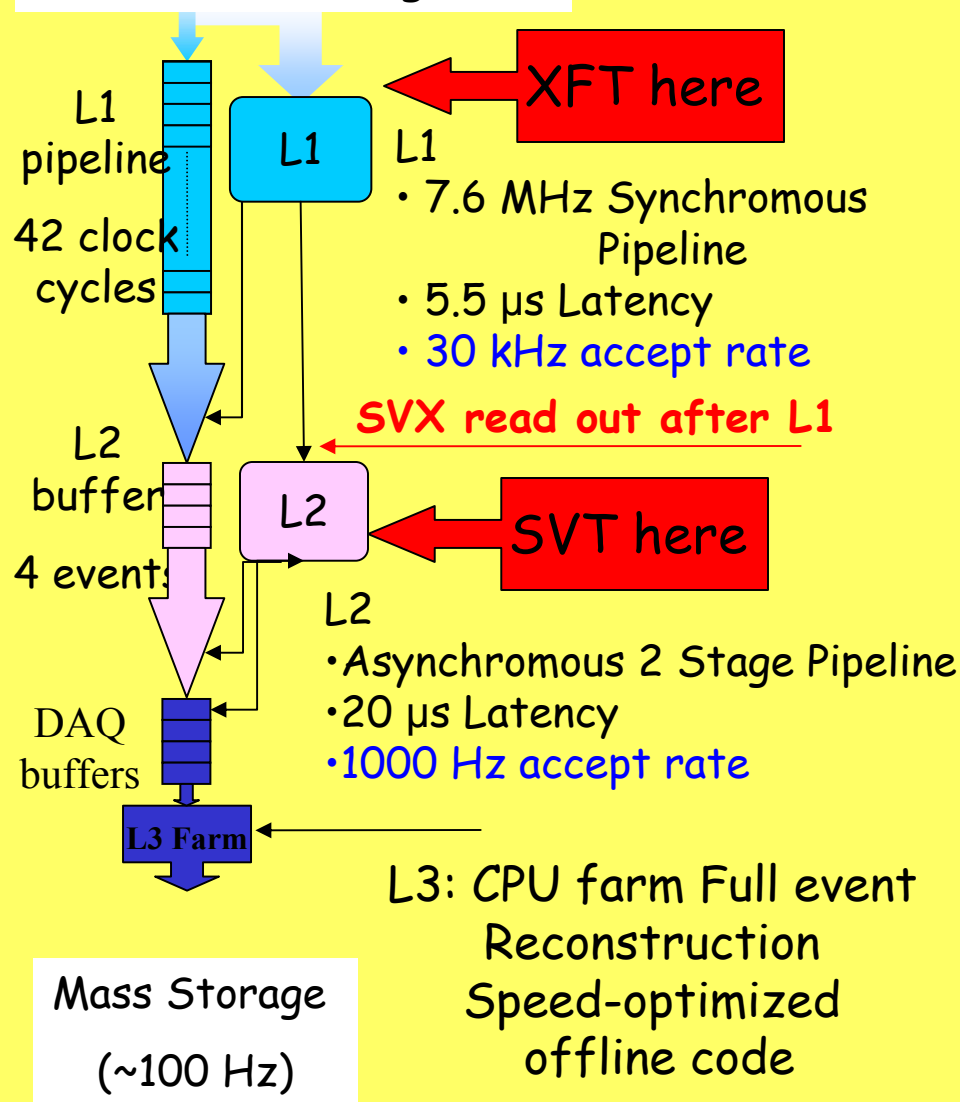 XFT here
L1
pipeline
42 clock
cycles
L1
L1
• 7.6 MHz Synchromous
Pipeline
• 5.5 µs Latency
• 30 kHz accept rate
SVX read out after L1
L2
buffer
4 events
L2
SVT here
L2
•Asynchromous 2 Stage Pipeline
•20 µs Latency
•1000 Hz accept rate
DAQ
buffers
L3 Farm
L3: CPU farm Full event
Reconstruction
Speed-optimized
offline code
Mass Storage
(~100 Hz)